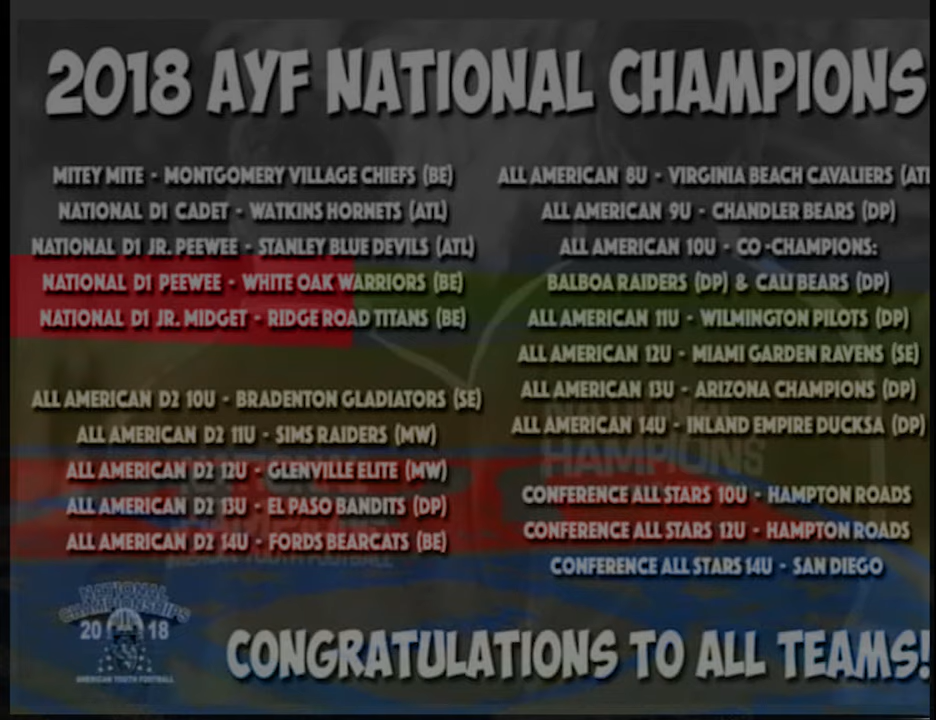 2018 AYF NATIONAL CHAMPIONS
MITEY MITE - MONTGOMERY VILLAGE CHIEFS (BE)
NATIONAL D1 CADET - WATKINS HORNETS (ATL)
NATIONAL D1 JR. PEEWEE - STANLEY BLUE DEVILS (ATL)
NATIONAL D1 PEEWEE - WHITE OAK WARRIORS (BE)
NATIONAL D1 JR. MIDGET - RIDGE ROAD TITANS (BE)
ALL AMERICAN D2 10U - BRADENTON GLADIATORS (SE)
ALL AMERICAN D2 11U - SIMS RAIDERS (MW)
ALL AMERICAN D2 12U - GLENVILLE ELITE (MW)
ALL AMERICAN D2 13U - EL PASO BANDITS (DP)
ALL AMERICAN D2 14U - FORDS BEARCATS (BE)
ALL AMERICAN 8U - VIRGINIA BEACH CAVALIERS (ATL
ALL AMERICAN 9U - CHANDLER BEARS (DP)
ALL AMERICAN 10U - CO-CHAMPIONS:
BALBOA RAIDERS (DP) & CALI BEARS (DP)
ALL AMERICAN 11U - WILMINGTON PILOTS (DP)
ALL AMERICAN 12U - MIAMI GARDEN RAVENS (SE)
ALL AMERICAN 13U - ARIZONA CHAMPIONS (DP)
ALL AMERICAN 14U - INLAND EMPIRE DUCKSA (DP)
NATIONAL
HAMPIONS
CONFERENCE ALL STARS 10U - HAMPTON ROADS
CONFERENCE ALL STARS 12U - HAMPTON ROADS
CONFERENCE ALL STARS 14U - SAN DIEGO
NATIONAL
CHAMPIONSHIPS
20 18
AMERICAN YOUTH FOOTBALL
CONGRATULATIONS TO ALL TEAMS!